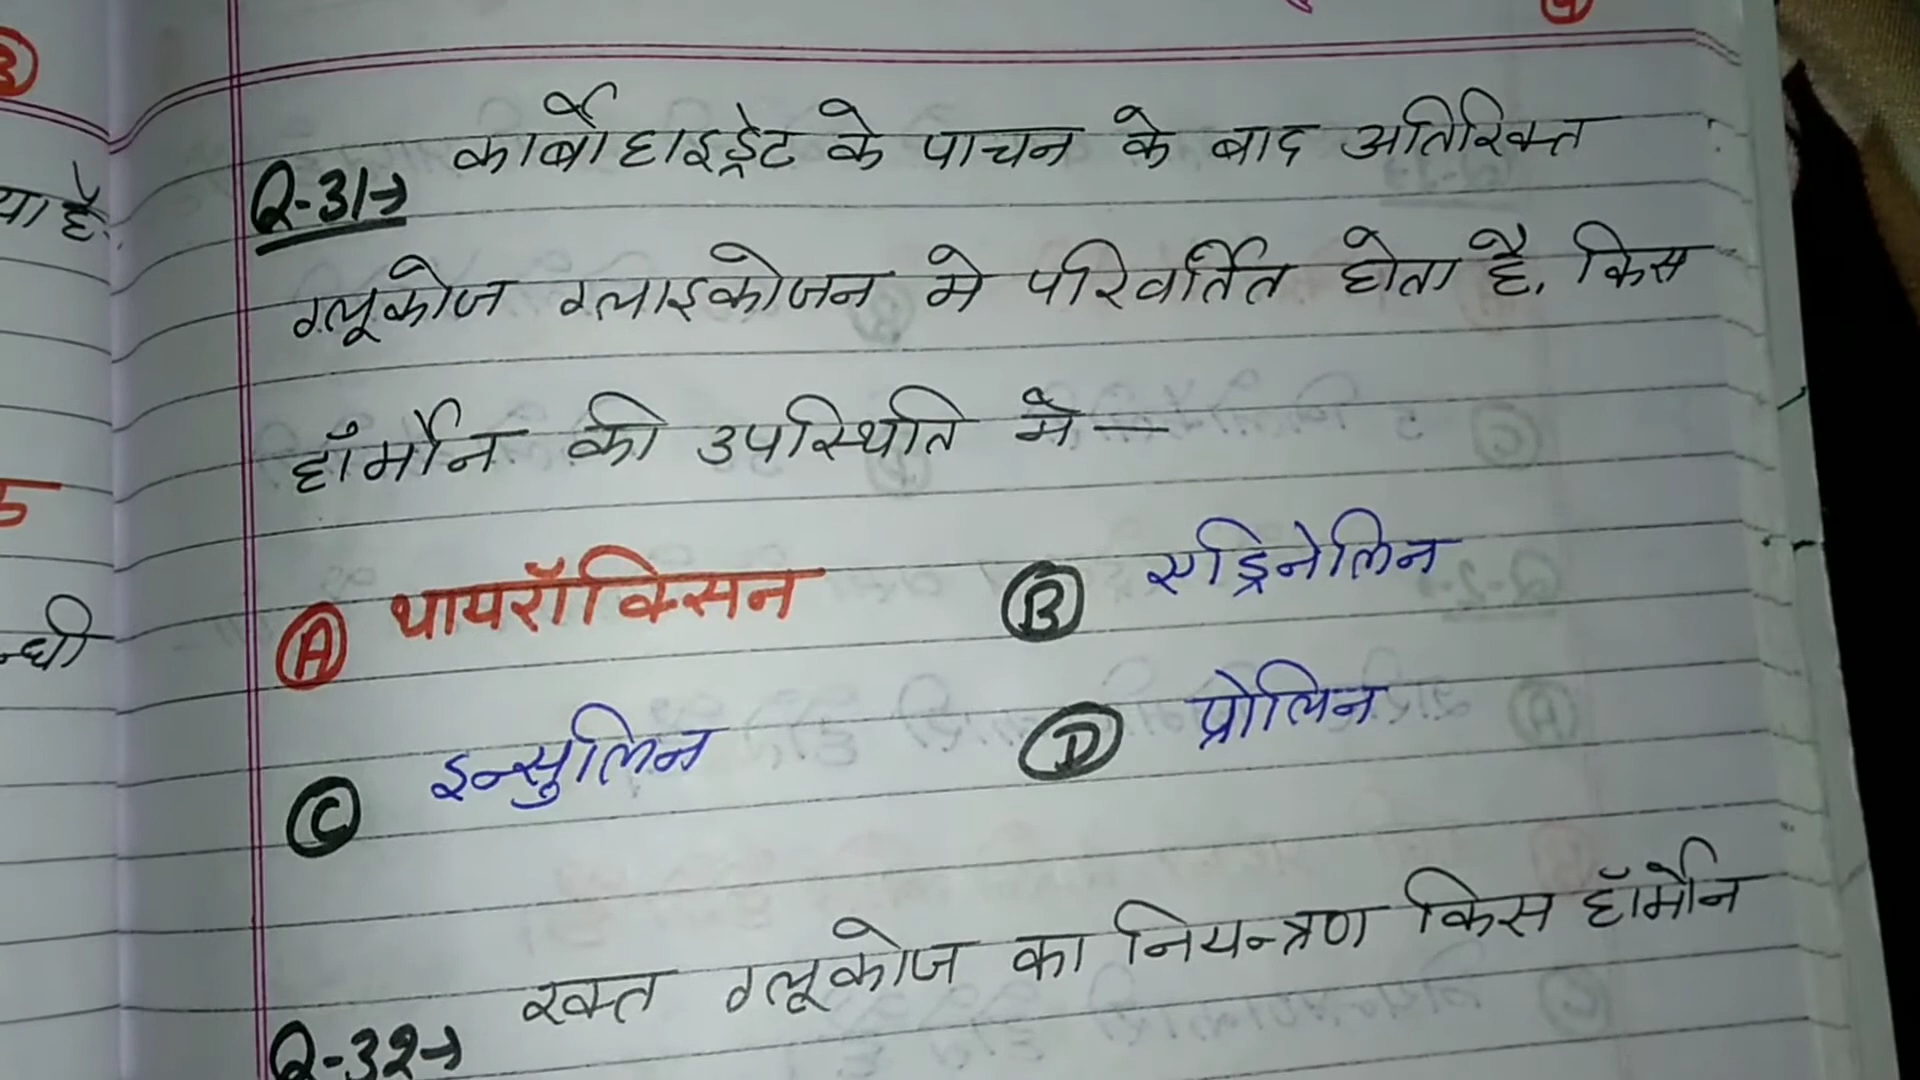 Q-31→ कार्बोहाइड्रेट के पाचन के बाद अतिरिक्त
ग्लूकोज ग्लाइकोजन मे परिवर्तित होता है, किस
हॉर्मोन की उपस्थिति मे—
(A) थायरॉक्सिन (B) एड्रिनेलिन
(C) इन्सुलिन (D) प्रोलिन
Q-32→ रक्त ग्लूकोज का नियन्त्रण किस हॉर्मोन
या है
न्धी